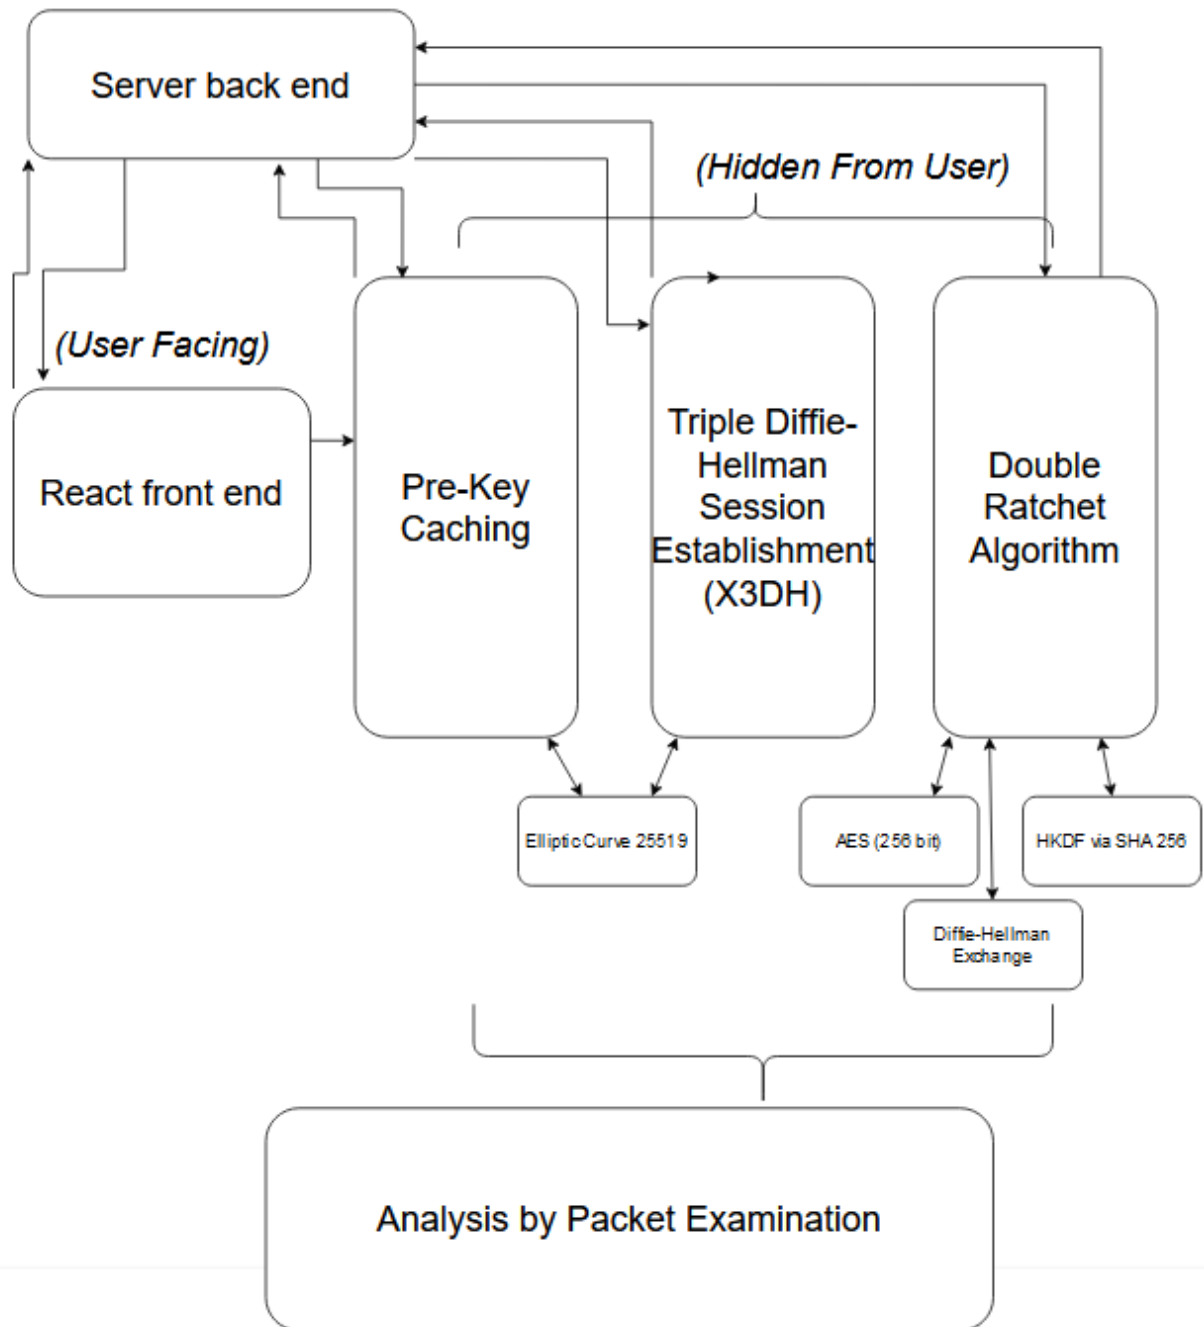 Server back end
(Hidden From User)
(User Facing)
React front end
Pre-Key
Caching
Triple Diffie-
Hellman
Session
Establishment
(X3DH)
Double
Ratchet
Algorithm
Elliptic Curve 25519
AES (256 bit)
HKDF via SHA 256
Diffie-Hellman
Exchange
Analysis by Packet Examination